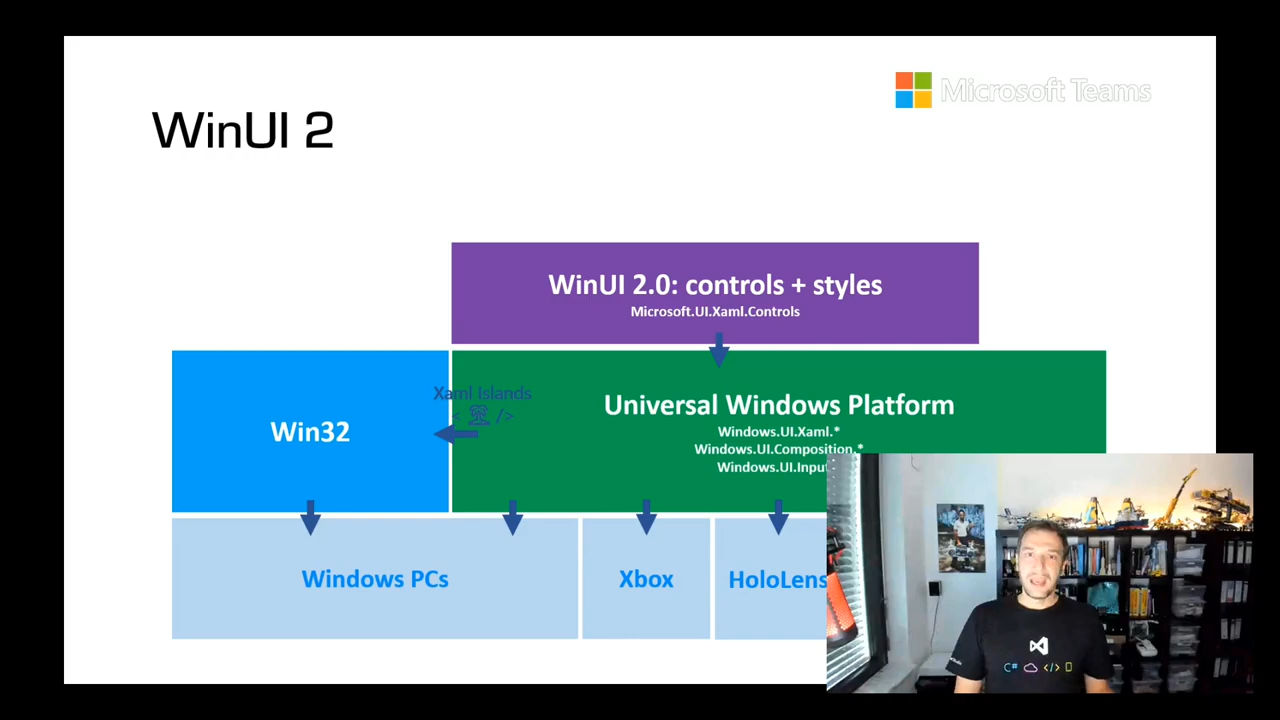 Microsoft Teams
WinUI 2
WinUI 2.0: controls + styles
Microsoft.UI.Xaml.Controls
Xaml Islands
< />
Win32
Universal Windows Platform
Windows.UI.Xaml.*
Windows.UI.Composition.*
Windows.UI.Input
Windows PCs
Xbox
HoloLens
C# </>